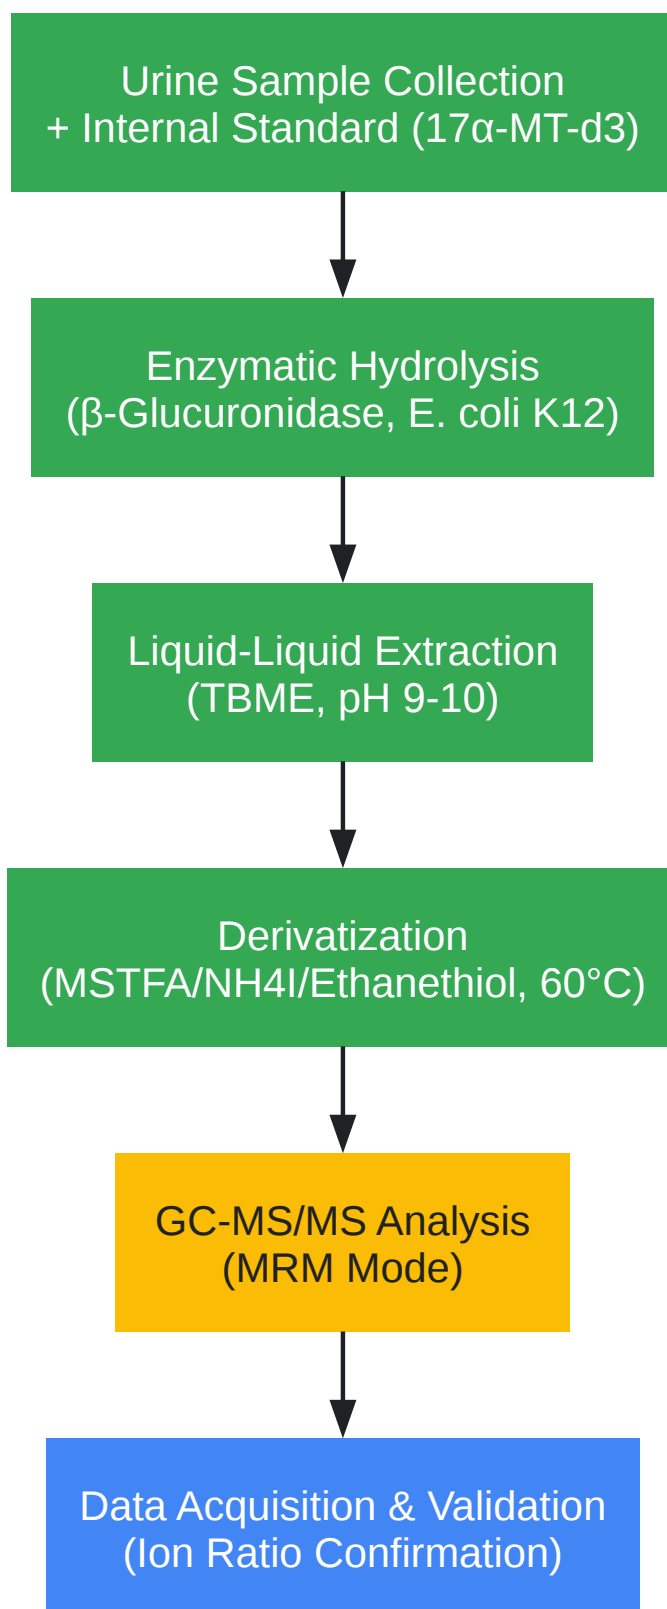 Urine Sample Collection
+ Internal Standard (17α-MT-d3)
Enzymatic Hydrolysis
(β-Glucuronidase, E. coli K12)
Liquid-Liquid Extraction
(TBME, pH 9-10)
Derivatization
(MSTFA/NH4I/Ethanethiol, 60°C)
GC-MS/MS Analysis
(MRM Mode)
Data Acquisition & Validation
(Ion Ratio Confirmation)